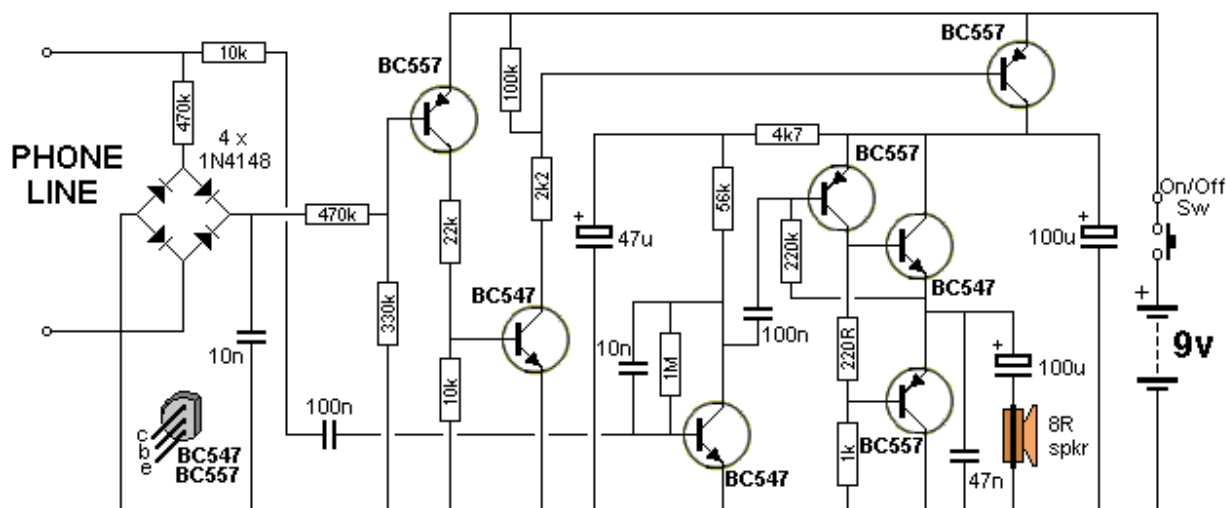 BC557
BC557
10k
470k
4 x
1N4148
PHONE
LINE
100k
4k7
BC557
470k
22k
2k2
56k
On/Off
Sw
+
47u
220k
+
100u
BC547
BC547
330k
10n
10n
1M
100n
220R
+
9v
+
100u
10k
100n
c
b
e
BC547
BC557
BC547
1k
BC557
47n
8R
spkr